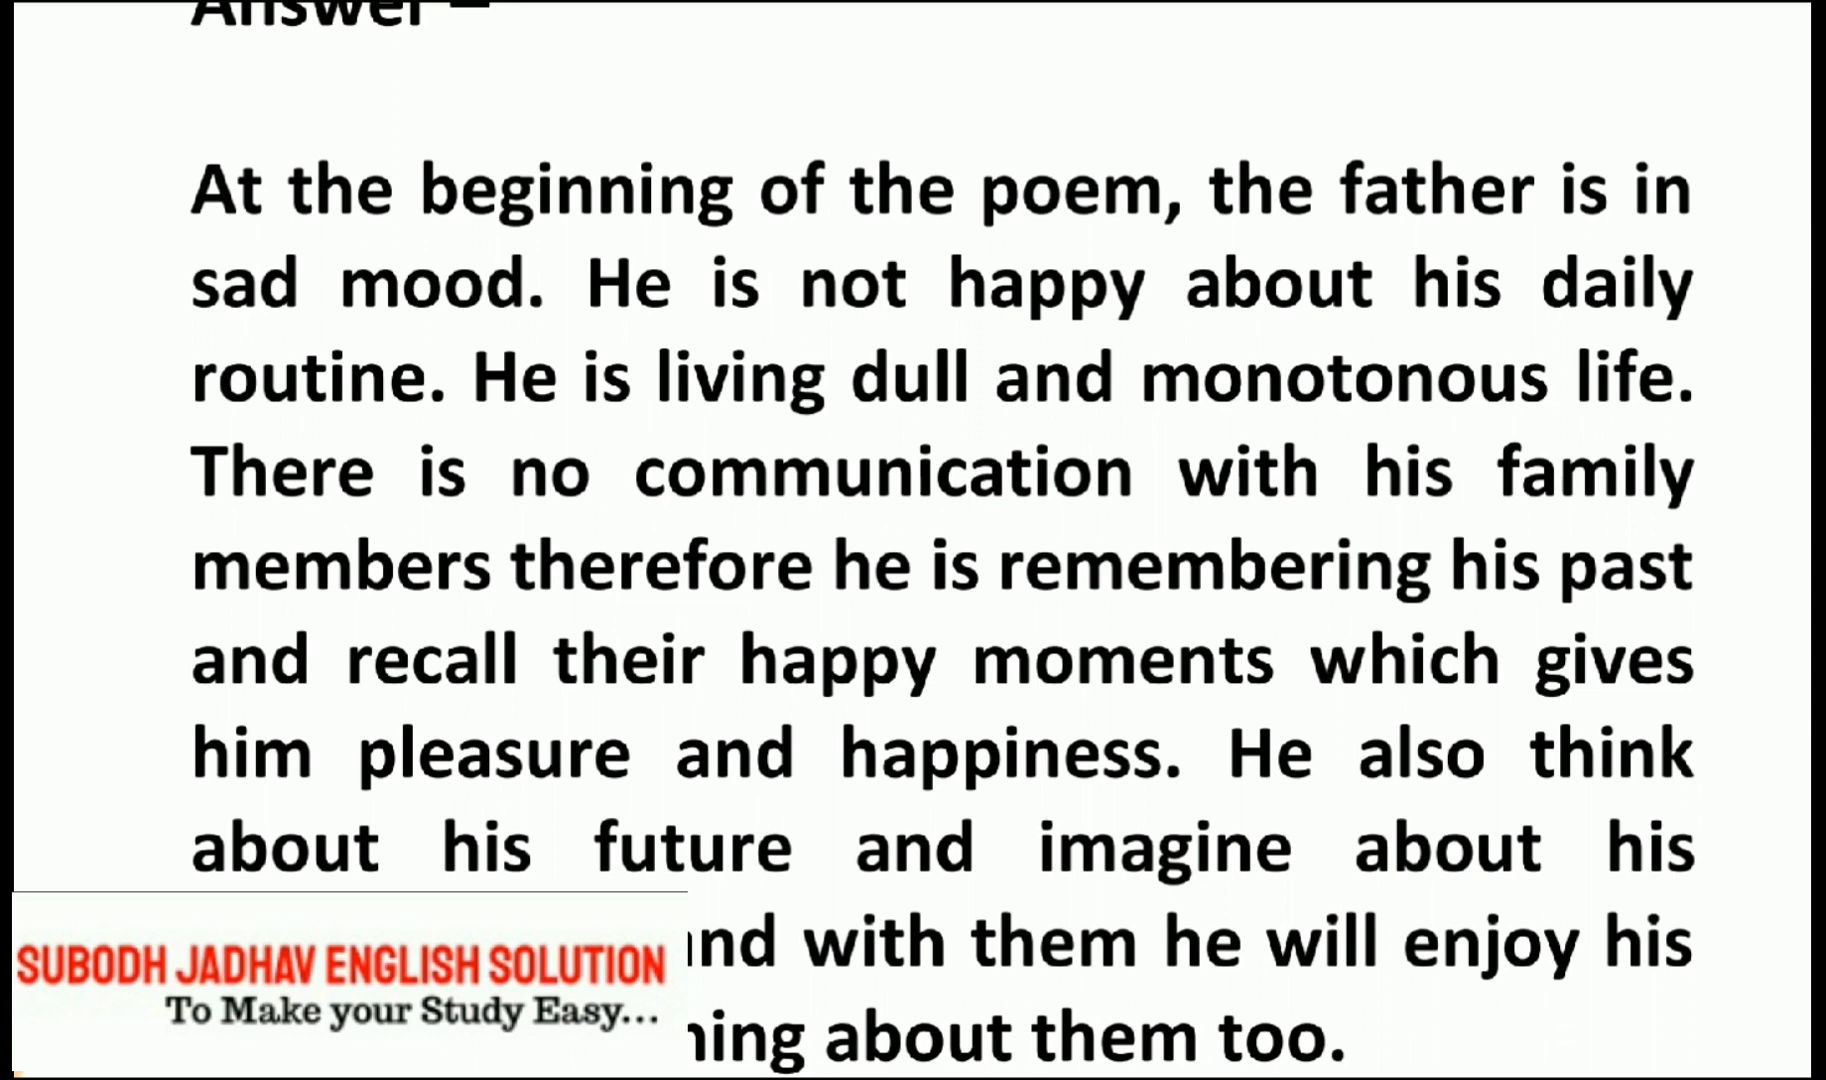 Answer –
At the beginning of the poem, the father is in
sad mood. He is not happy about his daily
routine. He is living dull and monotonous life.
There is no communication with his family
members therefore he is remembering his past
and recall their happy moments which gives
him pleasure and happiness. He also think
about his future and imagine about his
with them he will enjoy his
about them too.
SUBODH JADHAV ENGLISH SOLUTION
To Make your Study Easy...